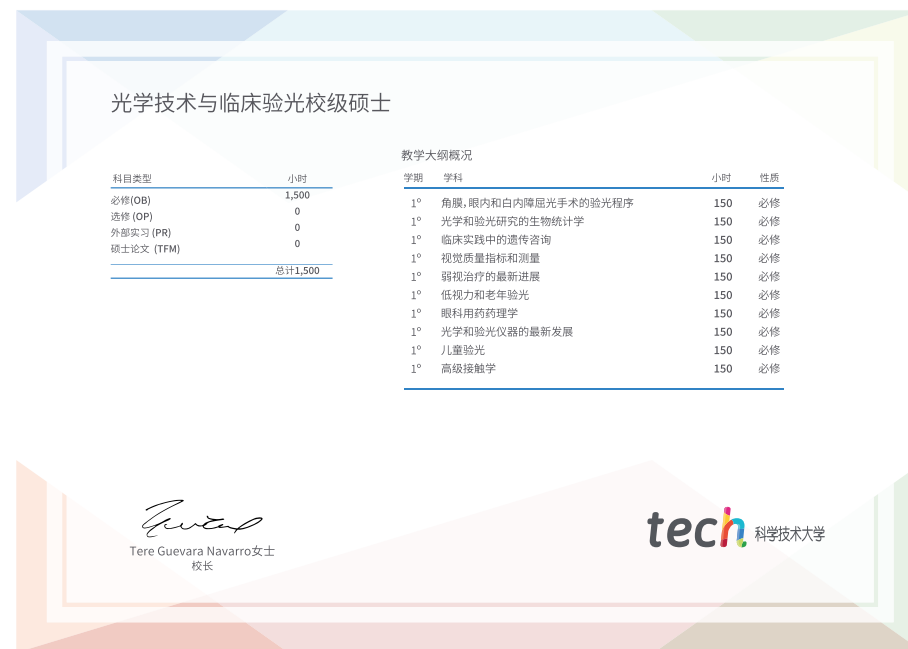 光学技术与临床验光校级硕士
科目类型 小时
必修(OB) 1,500
选修 (OP) 0
外部实习 (PR) 0
硕士论文 (TFM) 0
总计1,500
教学大纲概况
学期 学科 小时 性质
1º 角膜,眼内和白内障屈光手术的验光程序 150 必修
1º 光学和验光研究的生物统计学 150 必修
1º 临床实践中的遗传咨询 150 必修
1º 视觉质量指标和测量 150 必修
1º 弱视治疗的最新进展 150 必修
1º 低视力和老年验光 150 必修
1º 眼科用药药理学 150 必修
1º 光学和验光仪器的最新发展 150 必修
1º 儿童验光 150 必修
1º 高级接触学 150 必修
Tere Guevara Navarro女士
校长
tech 科学技术大学